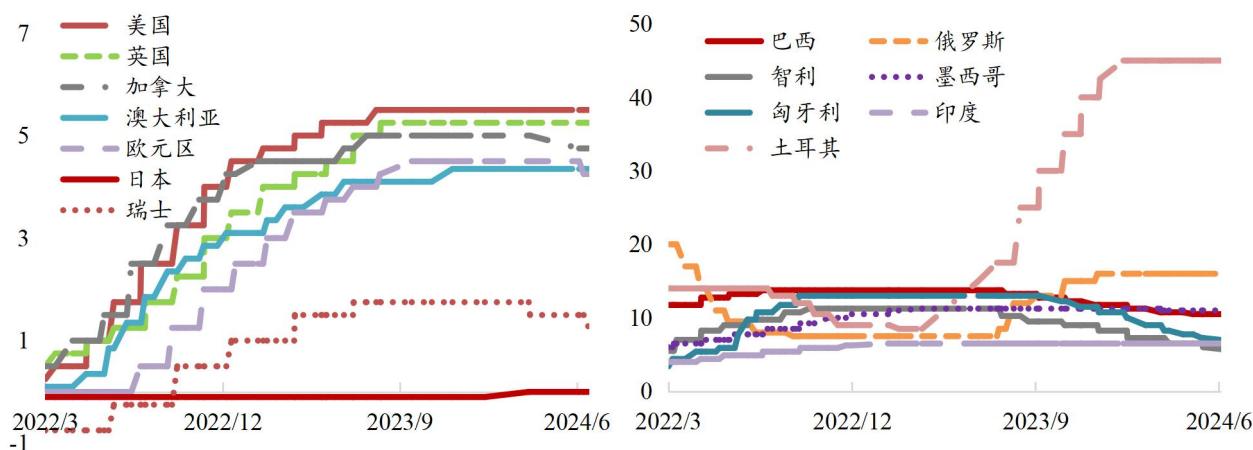 7
5
3
1
-1
美国
英国
加拿大
澳大利亚
欧元区
日本
瑞士
2022/3 2022/12 2023/9 2024/6
50
40
30
20
10
0
巴西 俄罗斯
智利 墨西哥
匈牙利 印度
土耳其
2022/3 2022/12 2023/9 2024/6